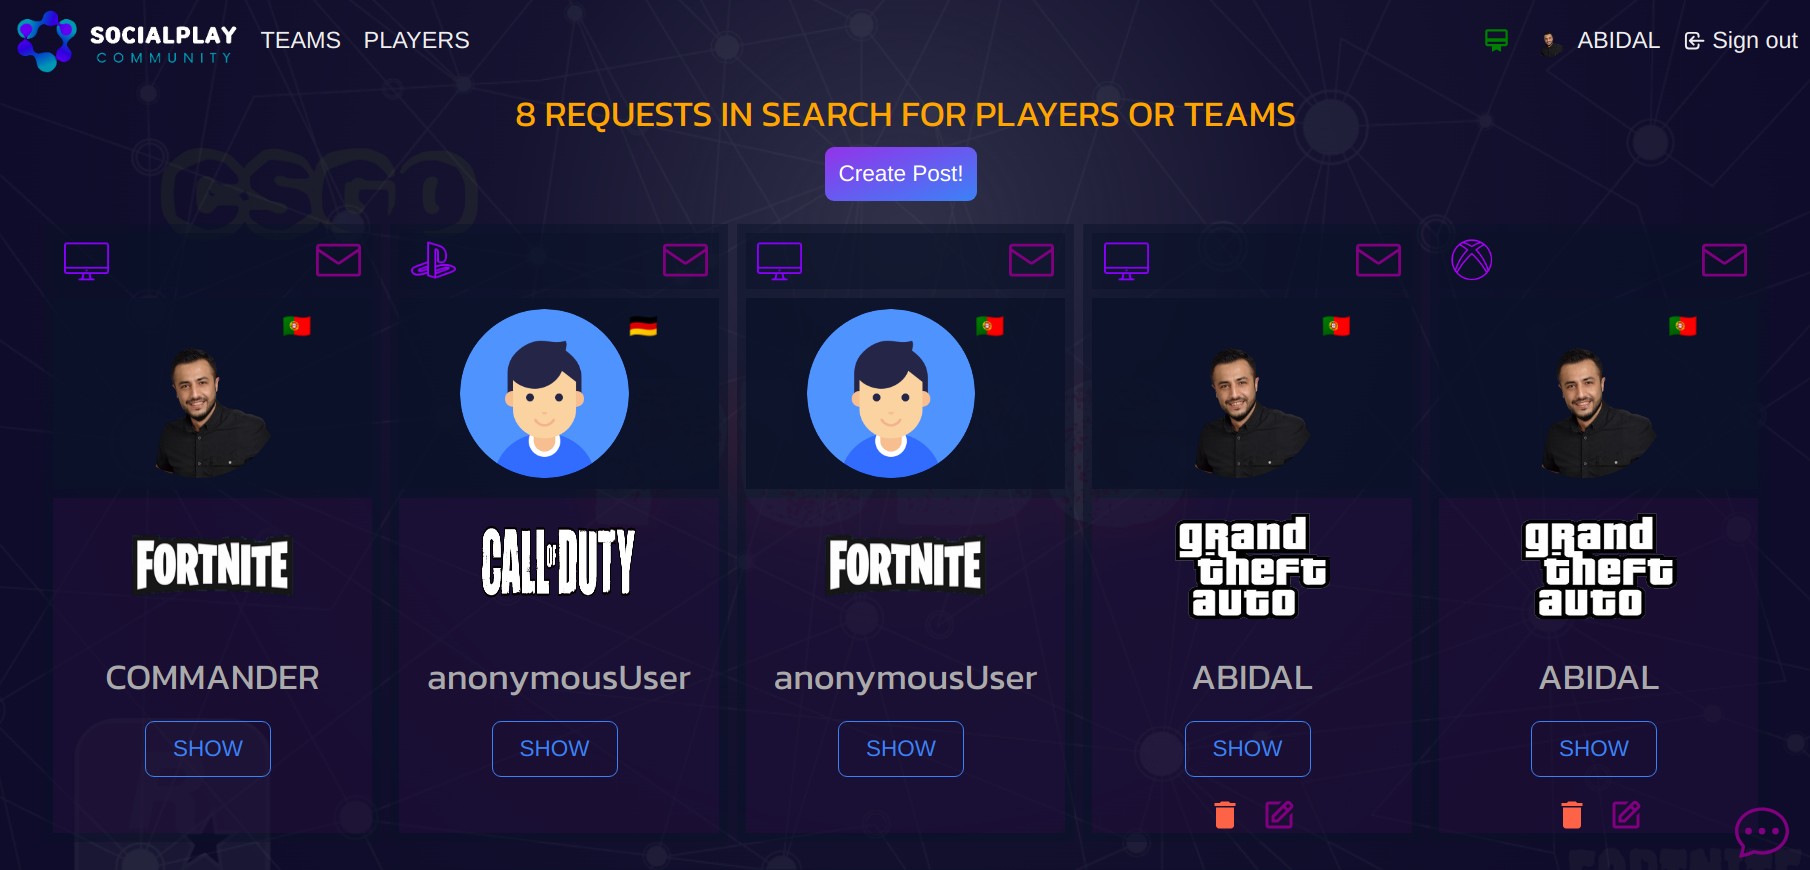 SOCIALPLAY
COMMUNITY
TEAMS PLAYERS
ABIDAL Sign out
8 REQUESTS IN SEARCH FOR PLAYERS OR TEAMS
Create Post!
CSGO
FORTNITE
CALL OF DUTY
FORTNITE
grand theft auto
grand theft auto
COMMANDER
anonymousUser
anonymousUser
ABIDAL
ABIDAL
SHOW
SHOW
SHOW
SHOW
SHOW
FORTNITE